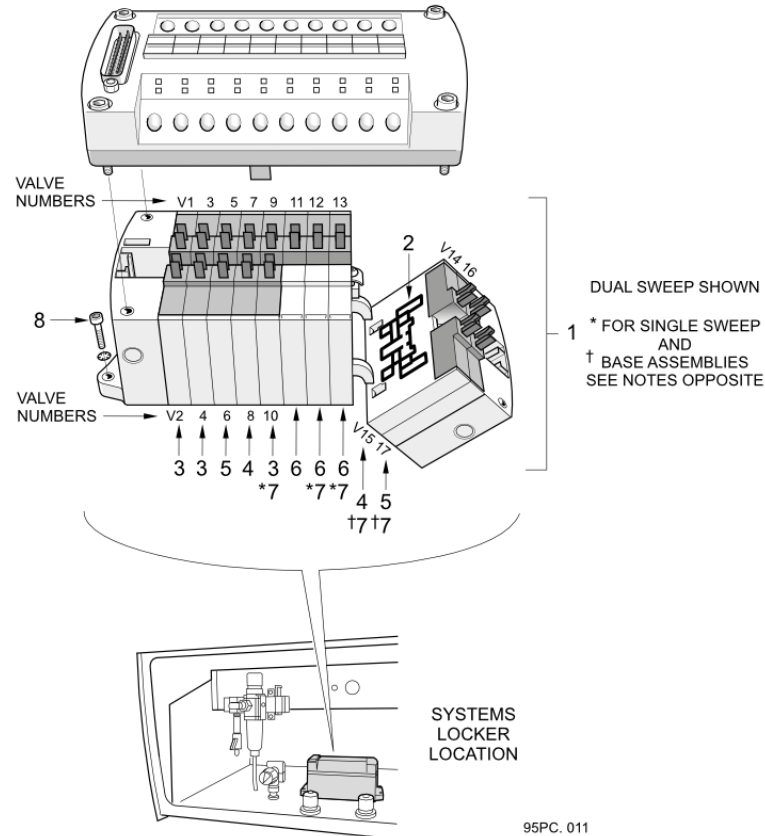 VALVE
NUMBERS
V1 3 5 7 9 11 12 13
2
V14 16
DUAL SWEEP SHOWN
* FOR SINGLE SWEEP
AND
† BASE ASSEMBLIES
SEE NOTES OPPOSITE
1
8
VALVE
NUMBERS
V2 4 6 8 10
V15 17
3 3 5 4 3 6 6 6
*7 *7 *7
4 5
†7 †7
SYSTEMS
LOCKER
LOCATION
95PC. 011